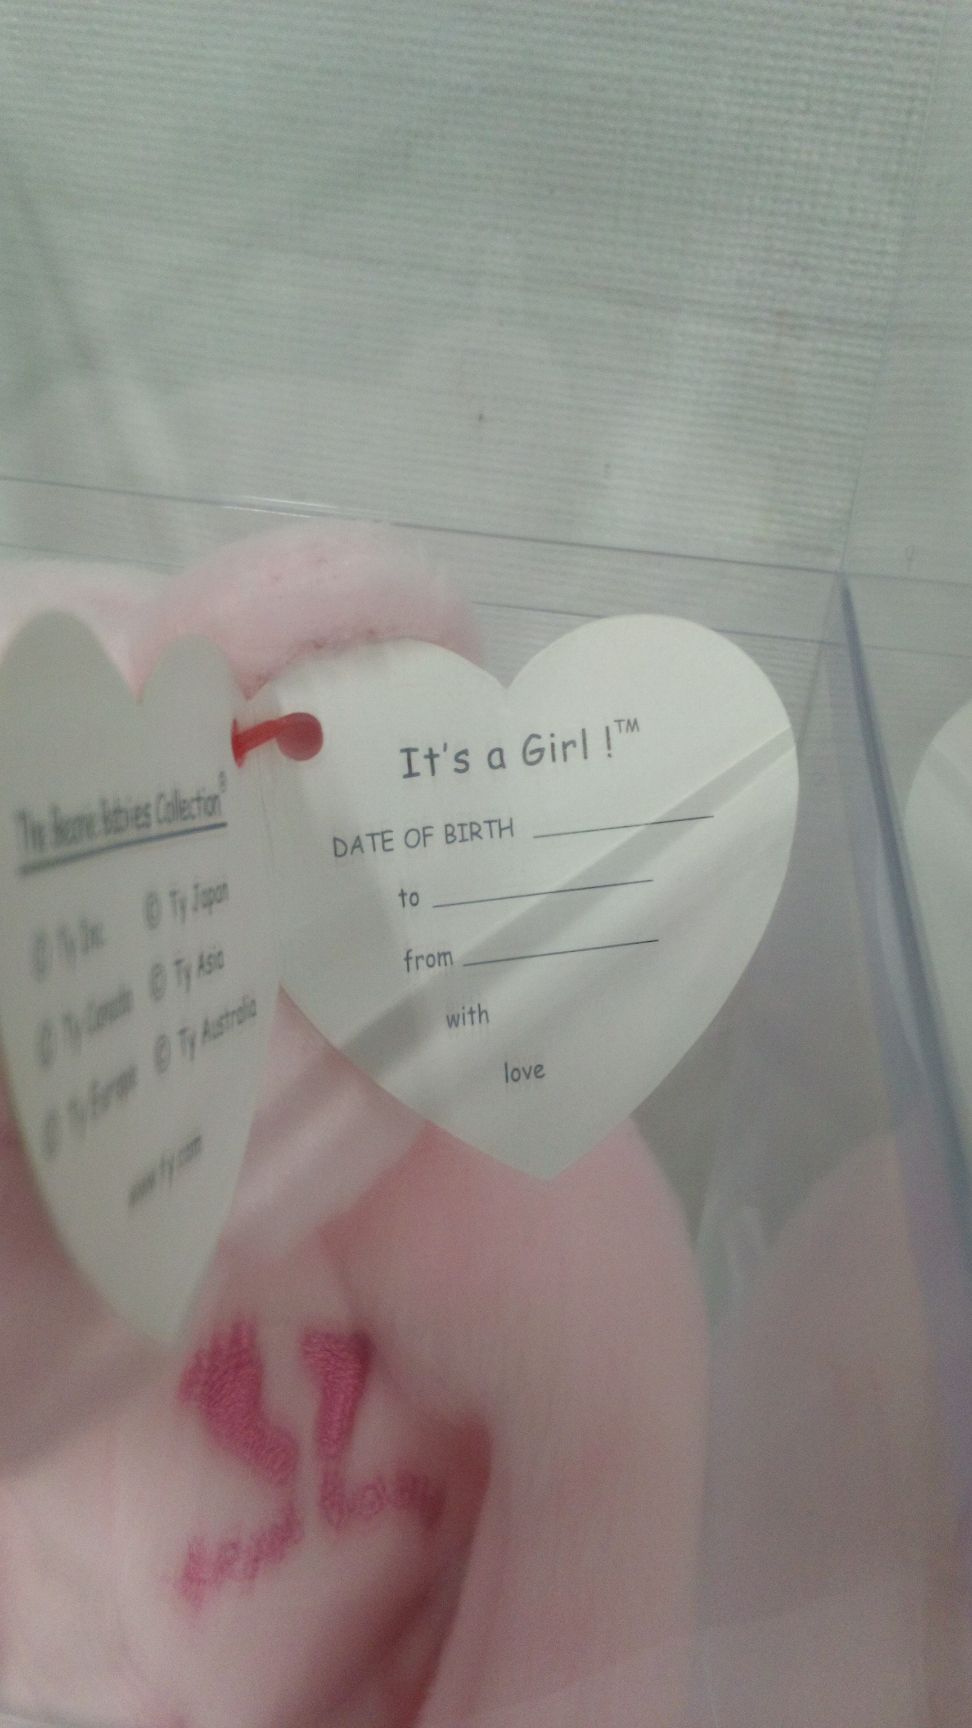 The Beanie Babies Collection®
© Ty Inc © Ty Japan
© Ty Canada © Ty Asia
© Ty Europe © Ty Australia
www.ty.com
It's a Girl !™
DATE OF BIRTH
to
from
with
love